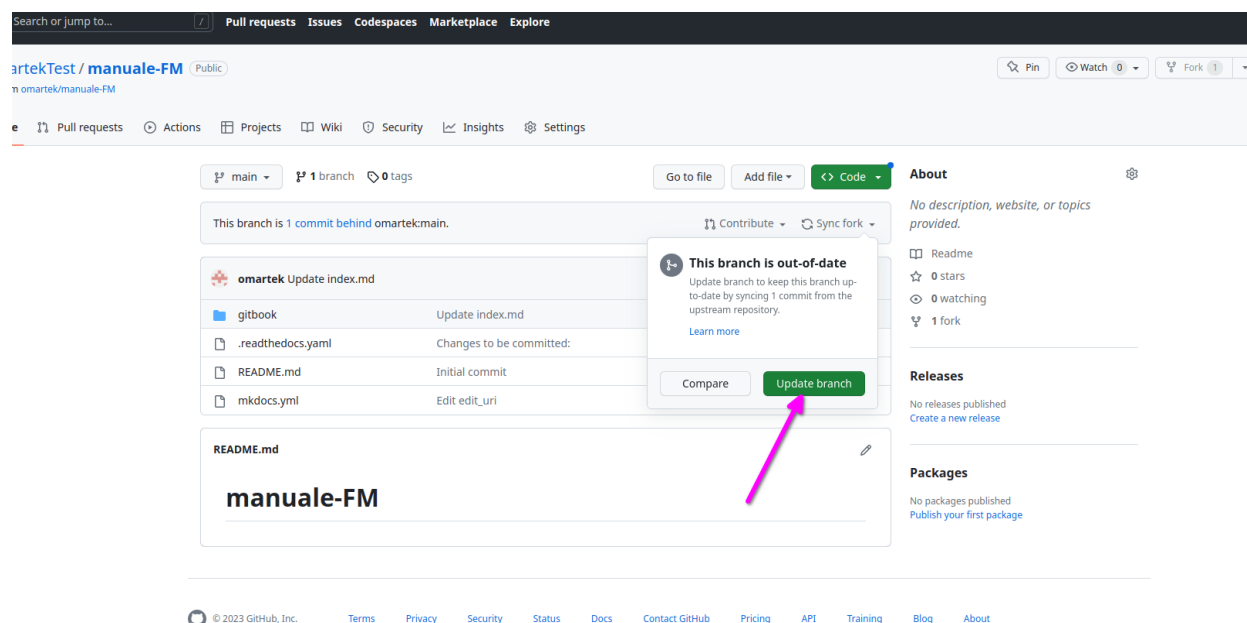 Search or jump to... / Pull requests Issues Codespaces Marketplace Explore
artekTest / manuale-FM Public
Pin Watch 0 Fork 1
m omartek/manuale-FM
e Pull requests Actions Projects Wiki Security Insights Settings
main 1 branch 0 tags Go to file Add file <> Code
This branch is 1 commit behind omartek:main. Contribute Sync fork
omartek Update index.md
gitbook Update index.md
.readthedocs.yaml Changes to be committed:
README.md Initial commit
mkdocs.yml Edit edit_uri
This branch is out-of-date
Update branch to keep this branch up-
to-date by syncing 1 commit from the
upstream repository.
Learn more
Compare Update branch
README.md
manuale-FM
About
No description, website, or topics
provided.
Readme
0 stars
0 watching
1 fork
Releases
No releases published
Create a new release
Packages
No packages published
Publish your first package
© 2023 GitHub, Inc. Terms Privacy Security Status Docs Contact GitHub Pricing API Training Blog About